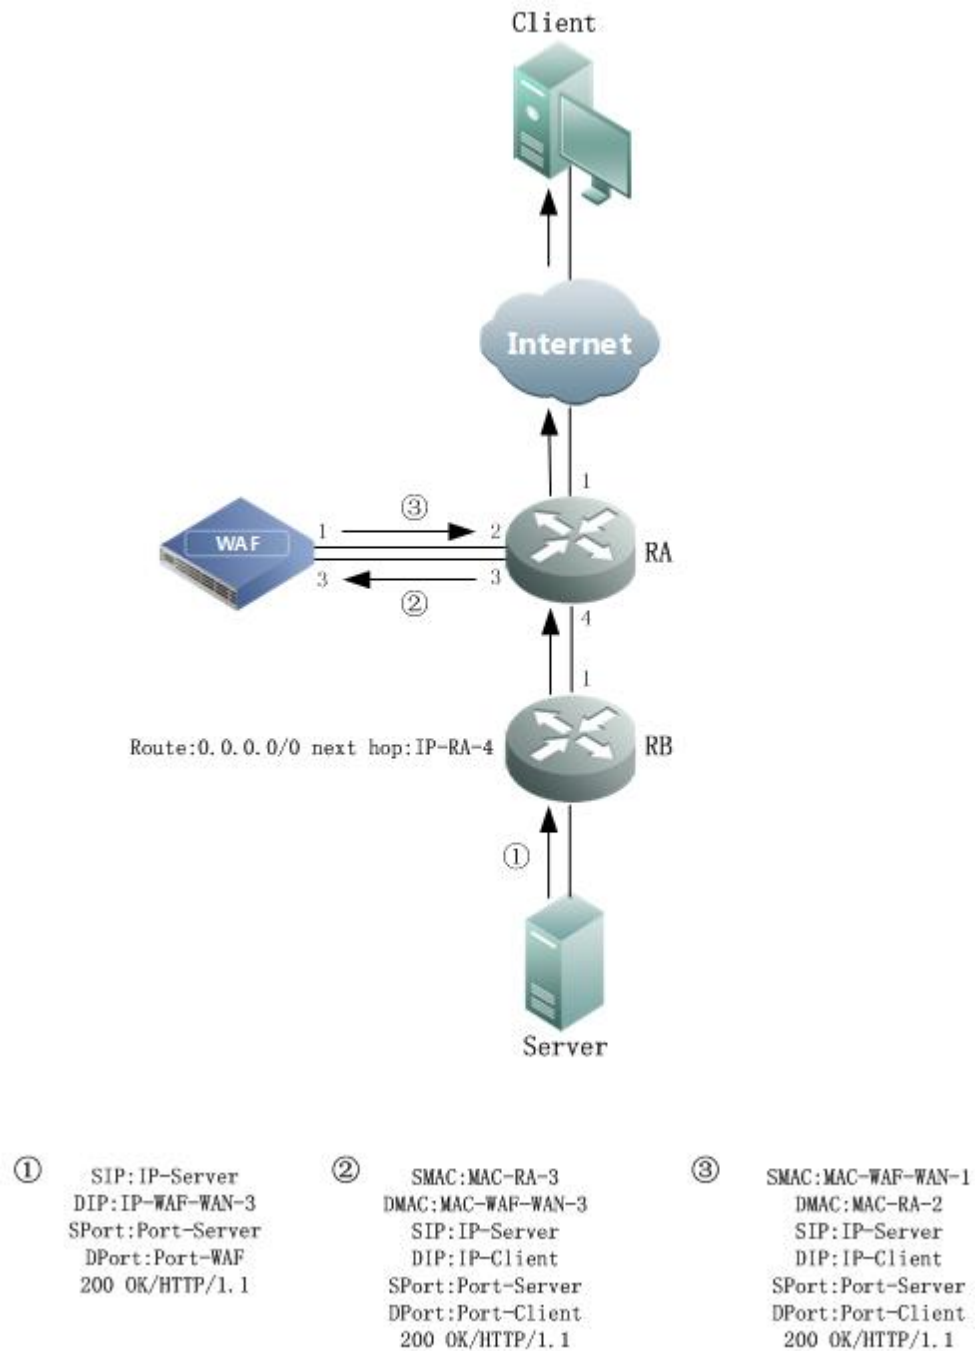 Client
Internet
1
③
1
2
WAF
RA
3
3
②
4
1
Route:0.0.0.0/0 next hop:IP-RA-4
RB
①
Server
①
SIP:IP-Server
DIP:IP-WAF-WAN-3
SPort:Port-Server
DPort:Port-WAF
200 OK/HTTP/1.1
②
SMAC:MAC-RA-3
DMAC:MAC-WAF-WAN-3
SIP:IP-Server
DIP:IP-Client
SPort:Port-Server
DPort:Port-Client
200 OK/HTTP/1.1
③
SMAC:MAC-WAF-WAN-1
DMAC:MAC-RA-2
SIP:IP-Server
DIP:IP-Client
SPort:Port-Server
DPort:Port-Client
200 OK/HTTP/1.1